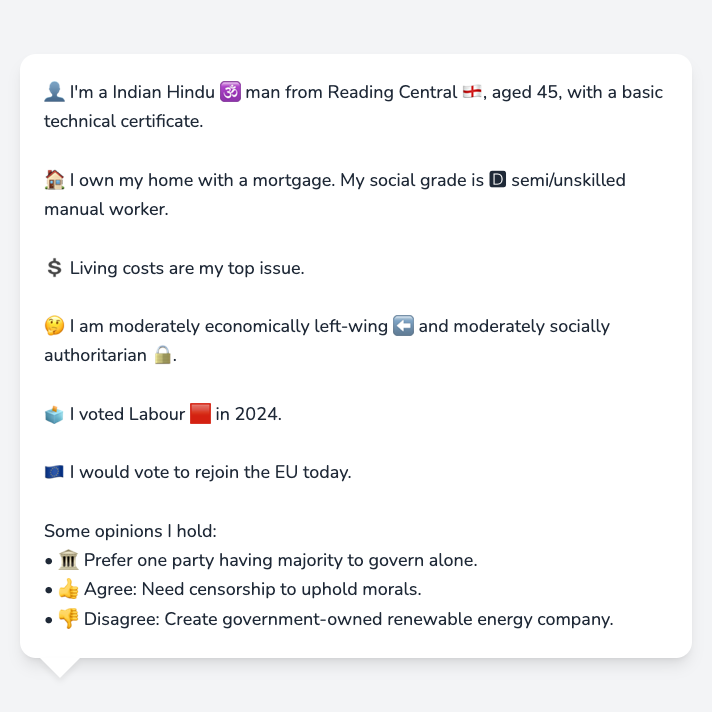 👤 I'm a Indian Hindu 🕉️ man from Reading Central 🏴󠁧󠁢󠁥󠁮󠁧󠁿, aged 45, with a basic
technical certificate.
🏠 I own my home with a mortgage. My social grade is 🅳 semi/unskilled
manual worker.
💲 Living costs are my top issue.
🤔 I am moderately economically left-wing ⬅️ and moderately socially
authoritarian 🔒.
🗳️ I voted Labour 🟥 in 2024.
🇪🇺 I would vote to rejoin the EU today.
Some opinions I hold:
• 🏛️ Prefer one party having majority to govern alone.
• 👍 Agree: Need censorship to uphold morals.
• 👎 Disagree: Create government-owned renewable energy company.